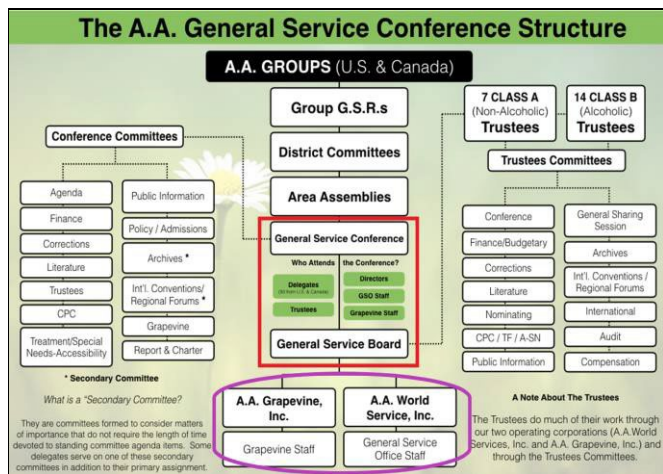 The A.A. General Service Conference Structure
A.A. GROUPS (U.S. & Canada)
Group G.S.R.s
District Committees
Area Assemblies
General Service Conference
Who Attends the Conference?
Delegates
Trustees
Directors
GSO Staff
Grapevine Staff
General Service Board
A.A. Grapevine,
Inc.
Grapevine Staff
A.A. World
Service, Inc.
General Service
Office Staff
Conference Committees
Agenda
Finance
Corrections
Literature
Trustees
CPC
Treatment/Special
Needs-Accessibility
Public Information
Policy / Admissions
Archives *
Int'l. Conventions/
Regional Forums *
Grapevine
Report & Charter
* Secondary Committee
What is a "Secondary Committee?
They are committees formed to consider matters
of importance that do not require the length of time
devoted to standing committee agenda items. Some
delegates serve on one of these secondary
committees in addition to their primary assignment.
7 CLASS A
(Non-Alcoholic)
Trustees
14 CLASS B
(Alcoholic)
Trustees
Trustees Committees
Conference
Finance/Budgetary
Corrections
Literature
Nominating
CPC / TF / A-SN
Public Information
General Sharing
Session
Archives
Int'l. Conventions /
Regional Forums
International
Audit
Compensation
A Note About The Trustees
The Trustees do much of their work through
our two operating corporations (A.A.World
Services, Inc. and A.A. Grapevine, Inc.) and
through the Trustees Committees.